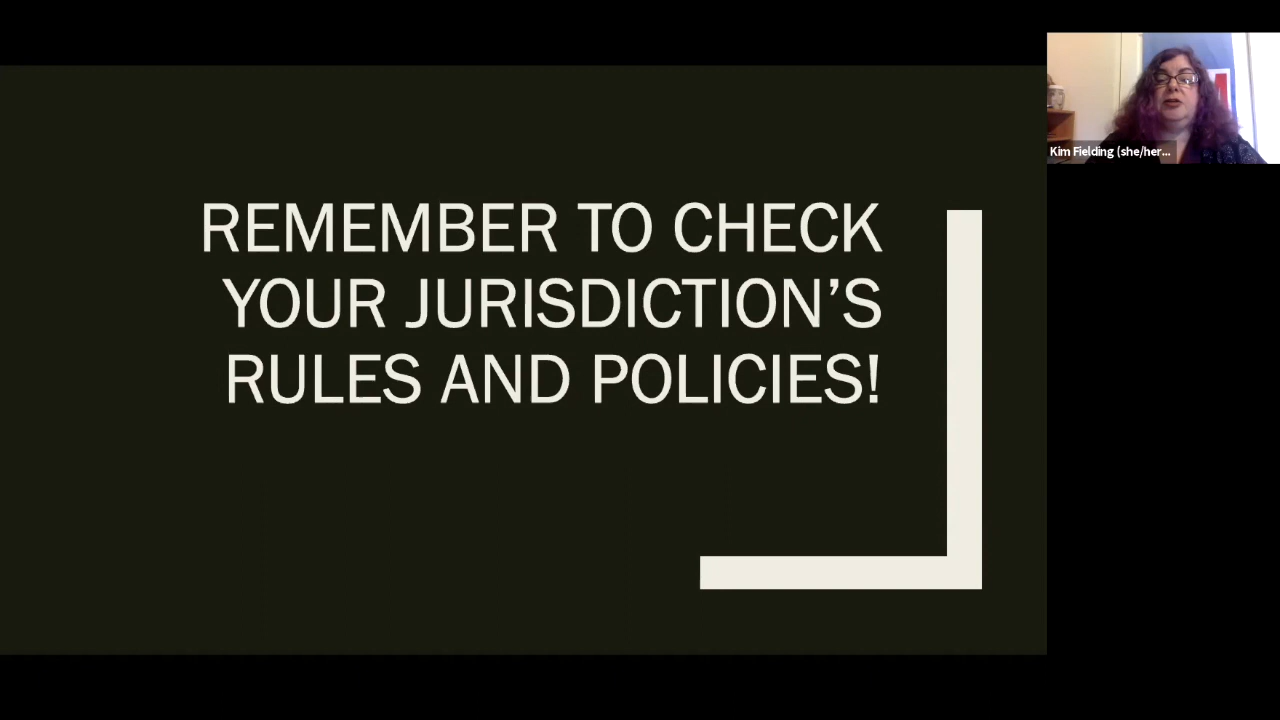 REMEMBER TO CHECK
YOUR JURISDICTION’S
RULES AND POLICIES!
Kim Fielding (she/her...